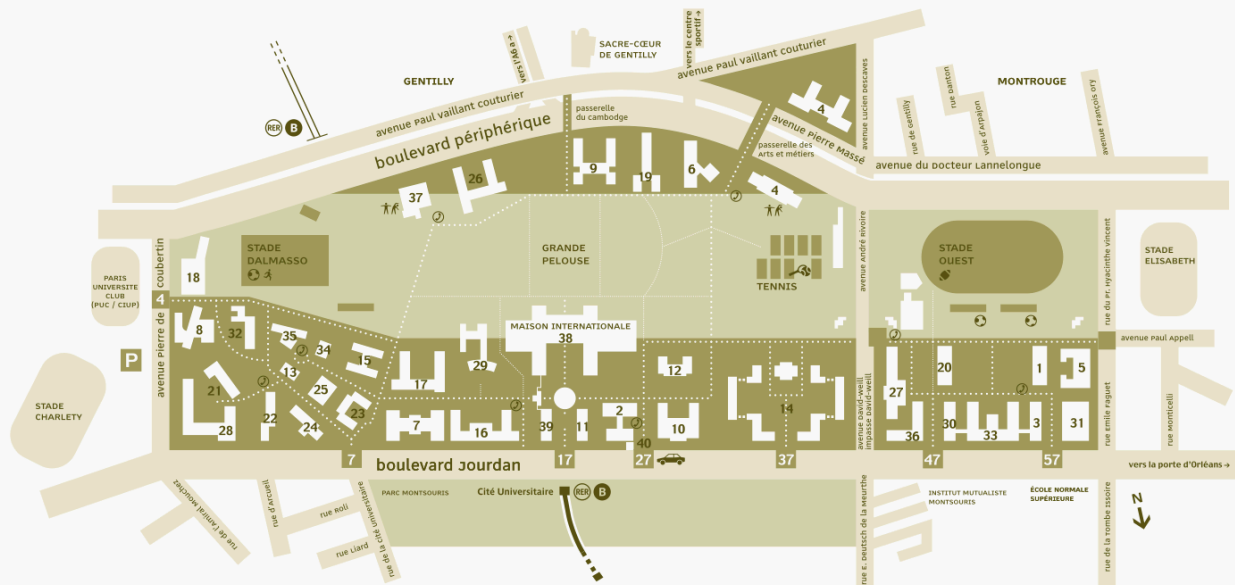 GENTILLY
vers l'A6a →
SACRE-CŒUR
DE GENTILLY
vers le centre
sportif →
avenue Paul vaillant couturier
MONTROUGE
avenue Paul vaillant couturier
boulevard périphérique
RER B
passerelle
du cambodge
passerelle des
Arts et métiers
avenue Pierre Massé
avenue Lucien Descaves
rue de Gentilly
rue Danton
voie d'Arpajon
avenue François Ory
avenue du Docteur Lannelongue
4
9
19
6
4
26
37
18
STADE
DALMASSO
GRANDE
PELOUSE
TENNIS
avenue André Rivoire
STADE
OUEST
rue du Pr. Hyacinthe vincent
STADE
ELISABETH
PARIS
UNIVERSITE
CLUB
(PUC / CIUP)
avenue Pierre de coubertin
4
P
STADE
CHARLETY
8
32
35
34
15
13
25
23
21
22
24
28
17
29
7
16
MAISON INTERNATIONALE
38
39
11
2
40
12
10
14
avenue David-weill
impasse David-weill
27
20
1
5
36
30
33
3
31
avenue Paul Appell
rue Emile Faguet
rue Monticelli
7
boulevard Jourdan
17
27
37
47
57
vers la porte d'Orléans →
PARC MONTSOURIS
Cité Universitaire RER B
rue de l'Amiral Mouchez
rue d'Arcueil
rue Boli
rue Liard
rue de la cité universitaire
rue E. Deutsch de la Meurthe
INSTITUT MUTUALISTE
MONTSOURIS
ÉCOLE NORMALE
SUPÉRIEURE
rue de la Tombe Issoire
N